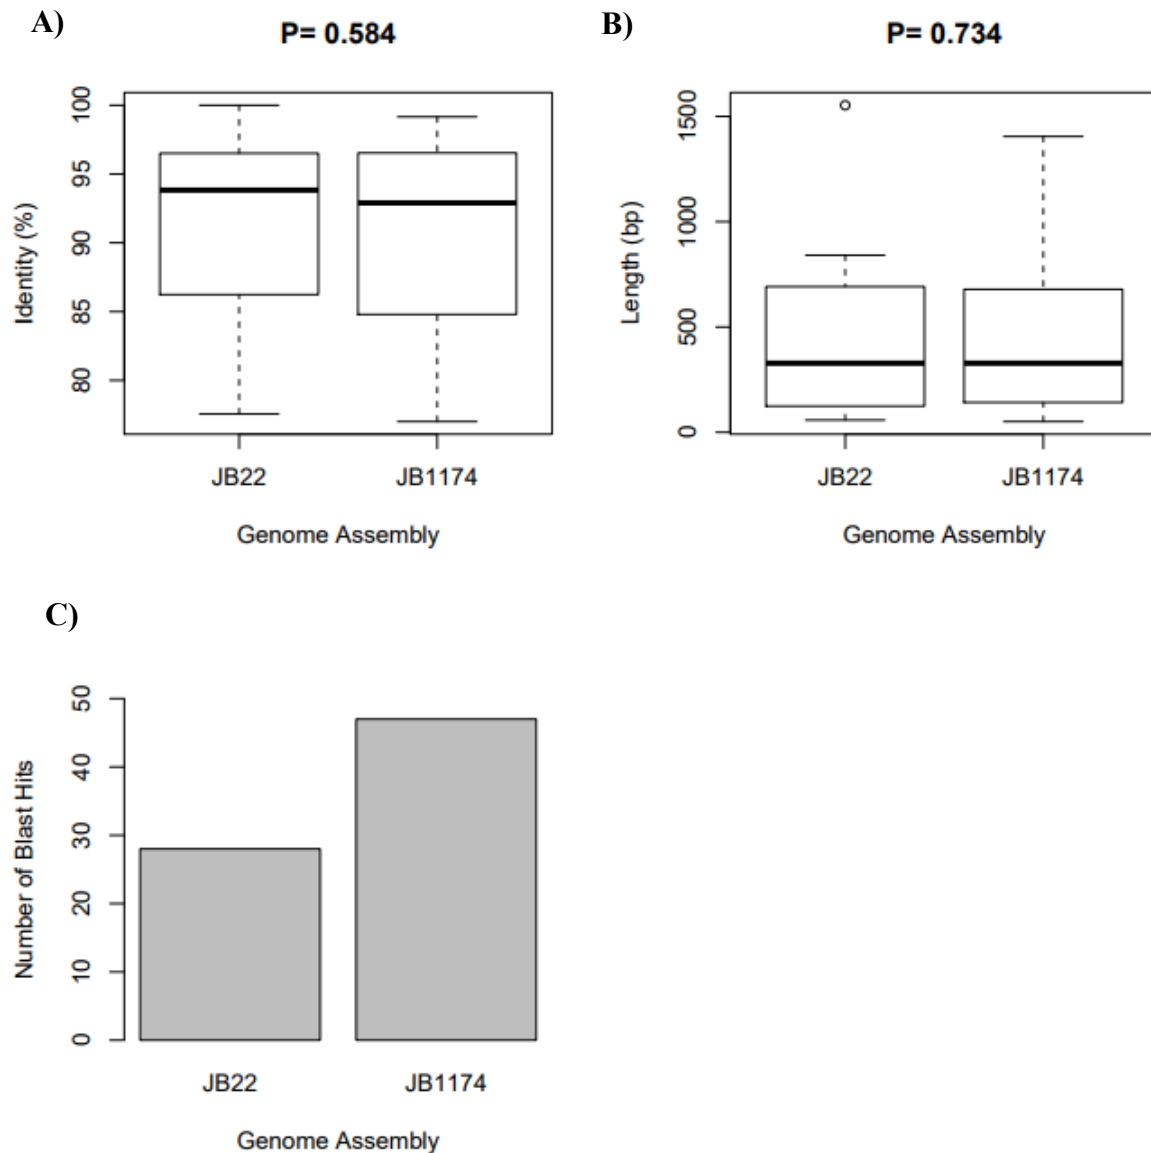 A)
P= 0.584
Identity (%)
100
95
90
85
80
JB22
JB1174
Genome Assembly
B)
P= 0.734
Length (bp)
1500
1000
500
0
JB22
JB1174
Genome Assembly
C)
Number of Blast Hits
50
40
30
20
10
0
JB22
JB1174
Genome Assembly